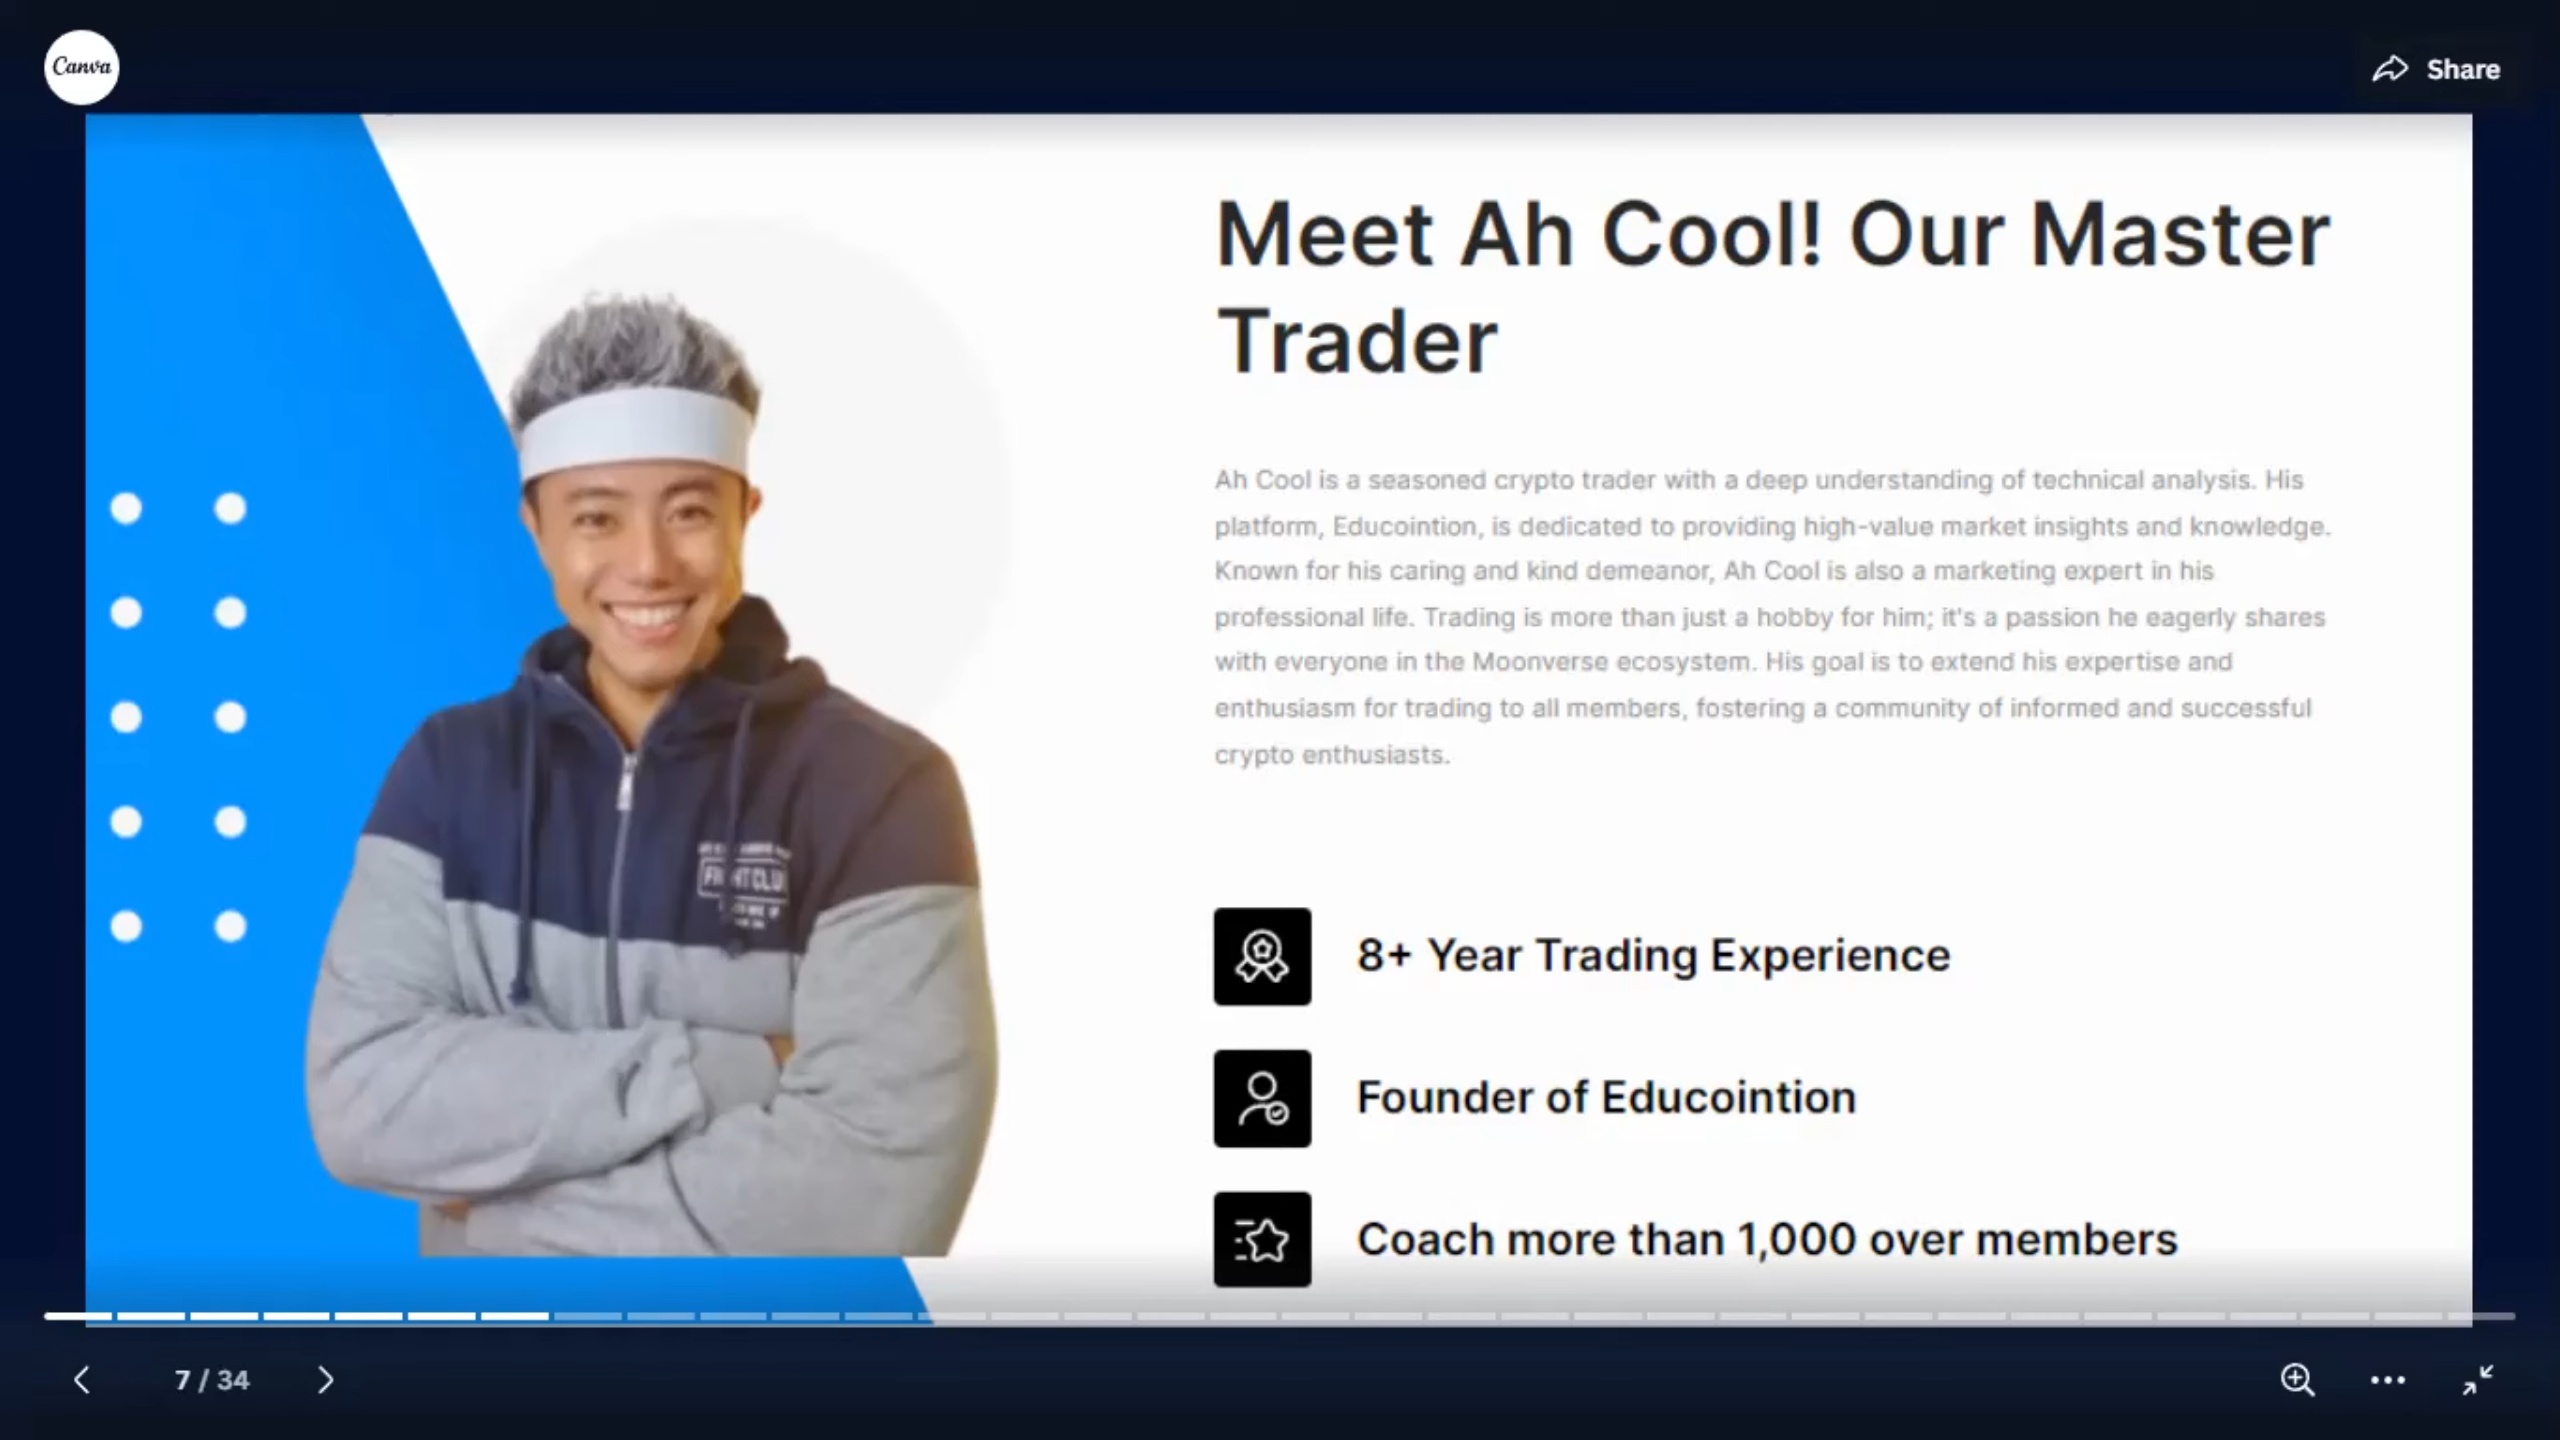 Canva
Share
Meet Ah Cool! Our Master
Trader
Ah Cool is a seasoned crypto trader with a deep understanding of technical analysis. His
platform, Educointion, is dedicated to providing high-value market insights and knowledge.
Known for his caring and kind demeanor, Ah Cool is also a marketing expert in his
professional life. Trading is more than just a hobby for him; it's a passion he eagerly shares
with everyone in the Moonverse ecosystem. His goal is to extend his expertise and
enthusiasm for trading to all members, fostering a community of informed and successful
crypto enthusiasts.
8+ Year Trading Experience
Founder of Educointion
Coach more than 1,000 over members
7 / 34